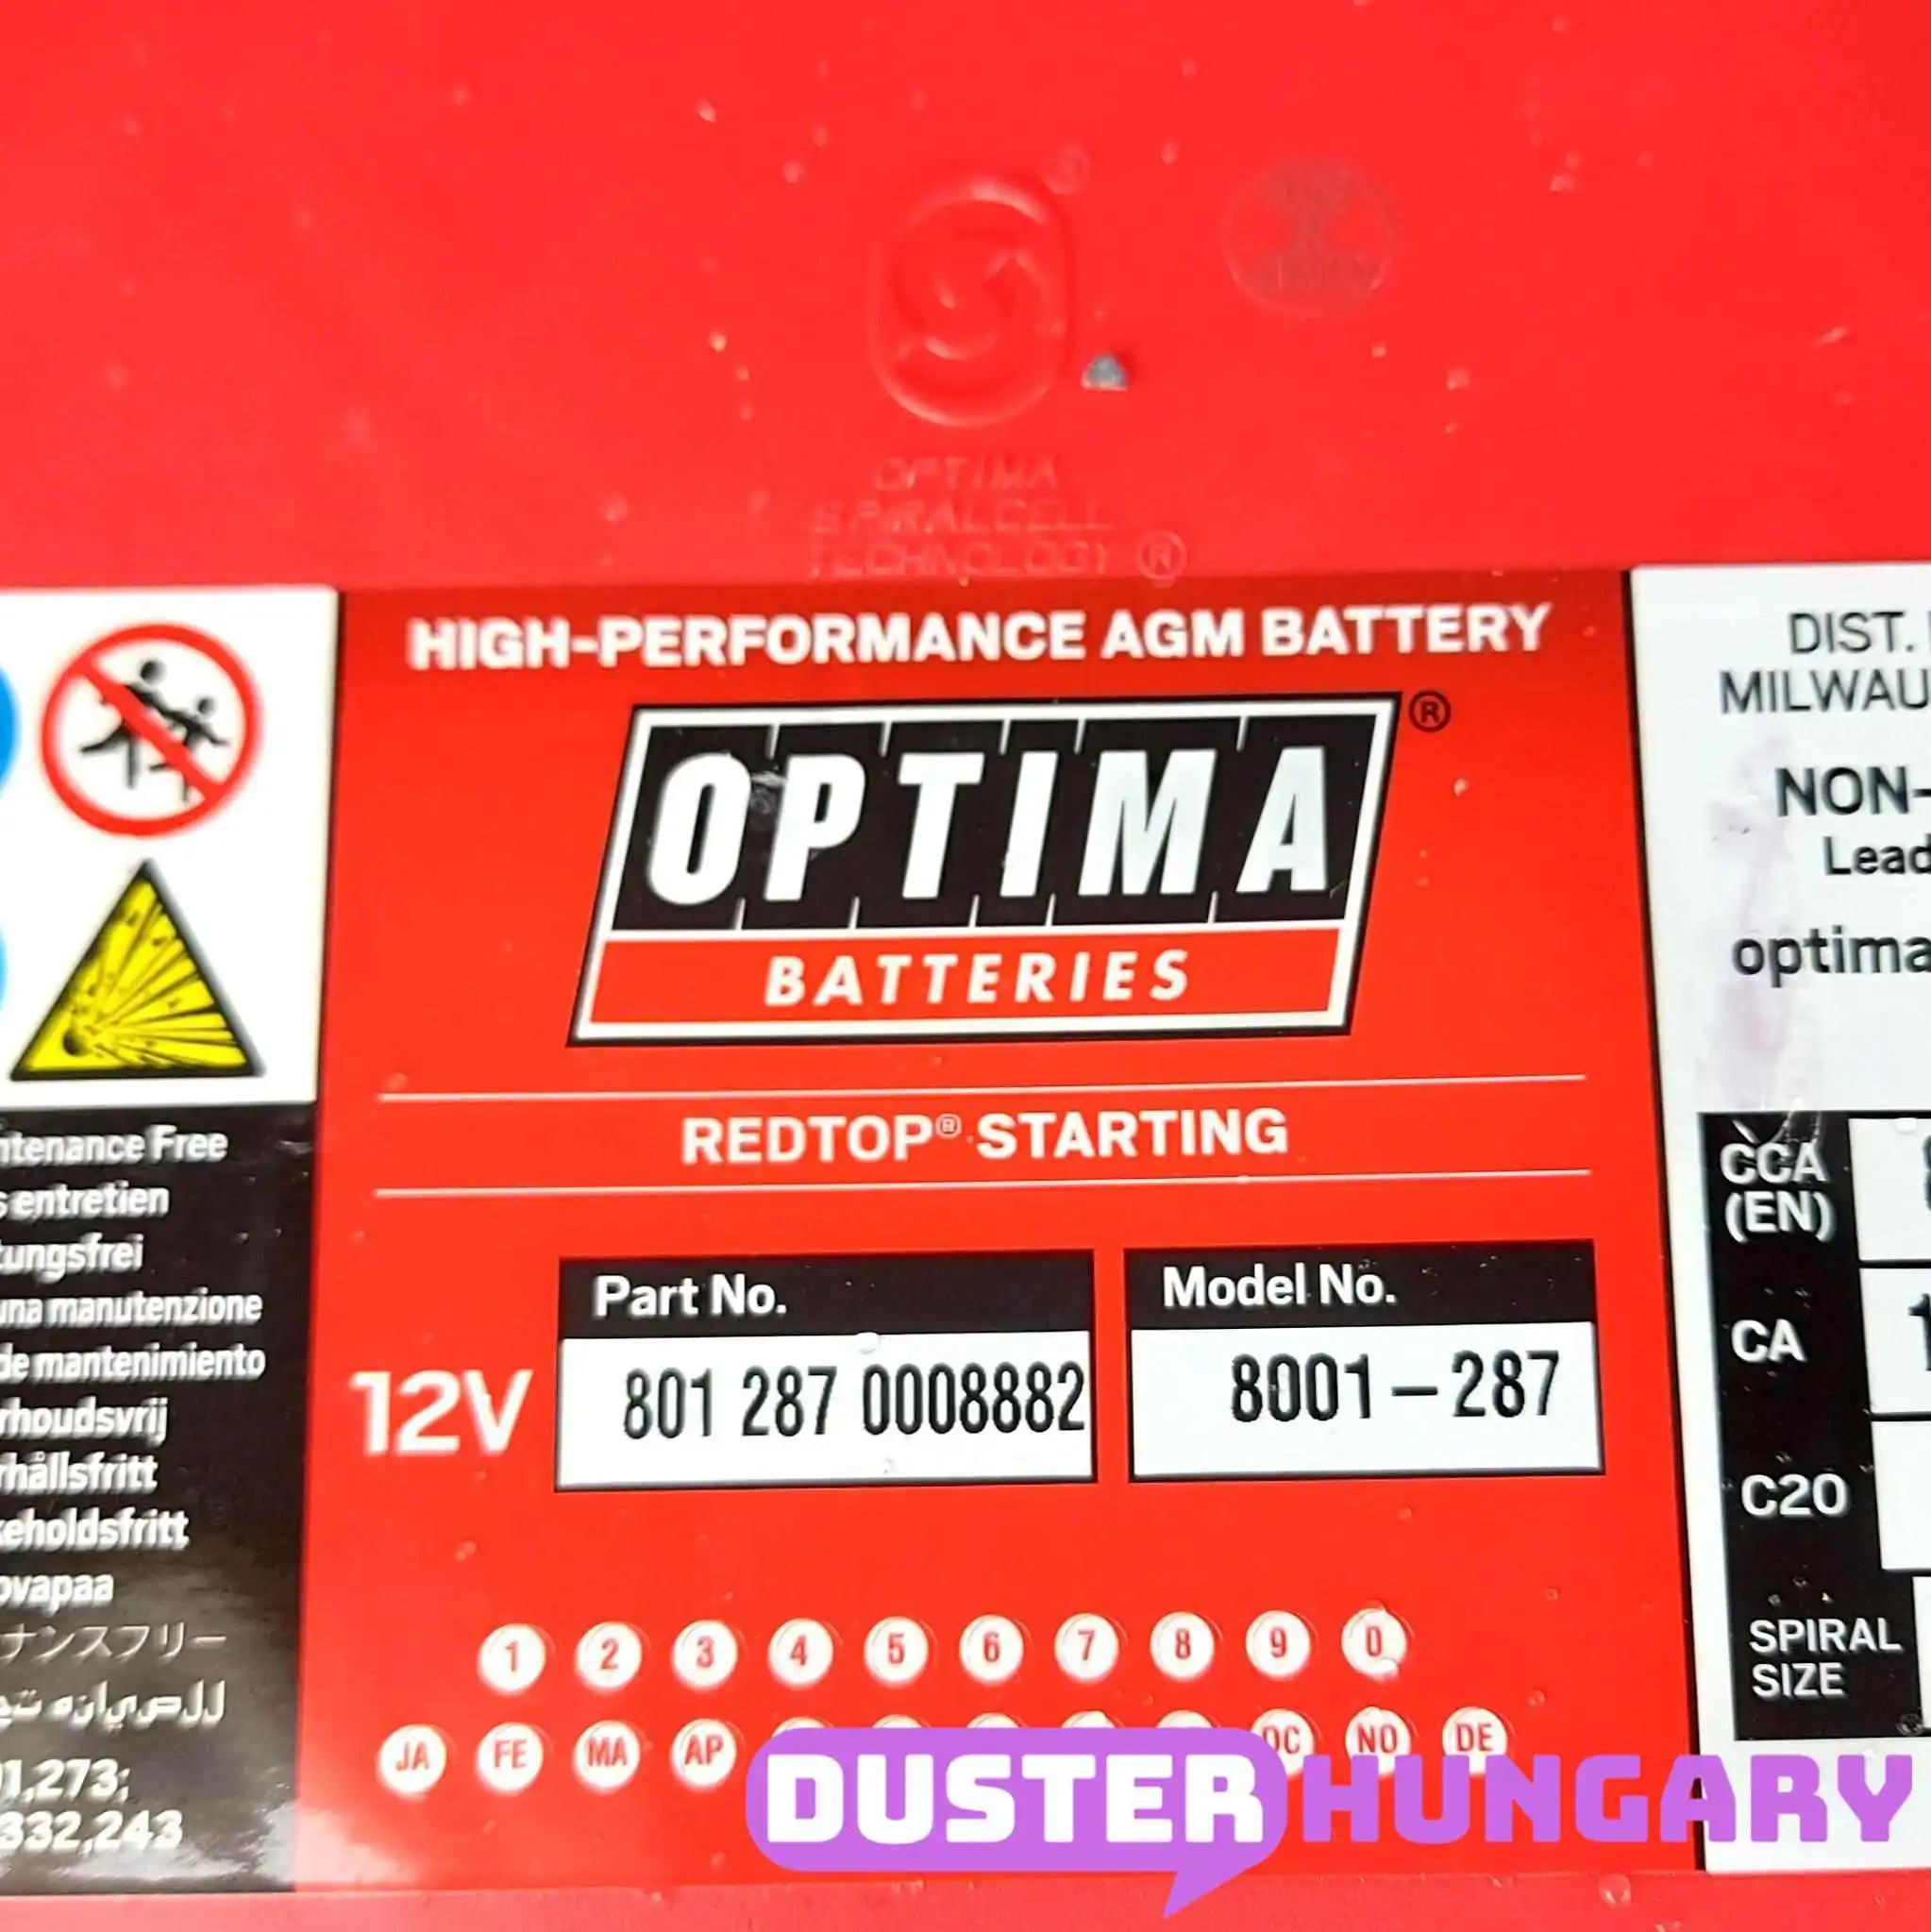 OPTIMA
SPIRALCELL
TECHNOLOGY ®
HIGH-PERFORMANCE AGM BATTERY
OPTIMA®
BATTERIES
REDTOP® STARTING
12V
Part No.
801 287 0008882
Model No.
8001-287
1 2 3 4 5 6 7 8 9 0
JA FE MA AP OC NO DE
ntenance Free
s entretien
tungsfrei
una manutenzione
de mantenimiento
rhoudsvrij
rhållsfritt
keholdsfritt
ovapaa
ナンスフリー
1,273;
332,243
DIST.
MILWAU
NON-
Lead
optima
CCA
(EN)
CA
C20
SPIRAL
SIZE
DUSTERHUNGARY